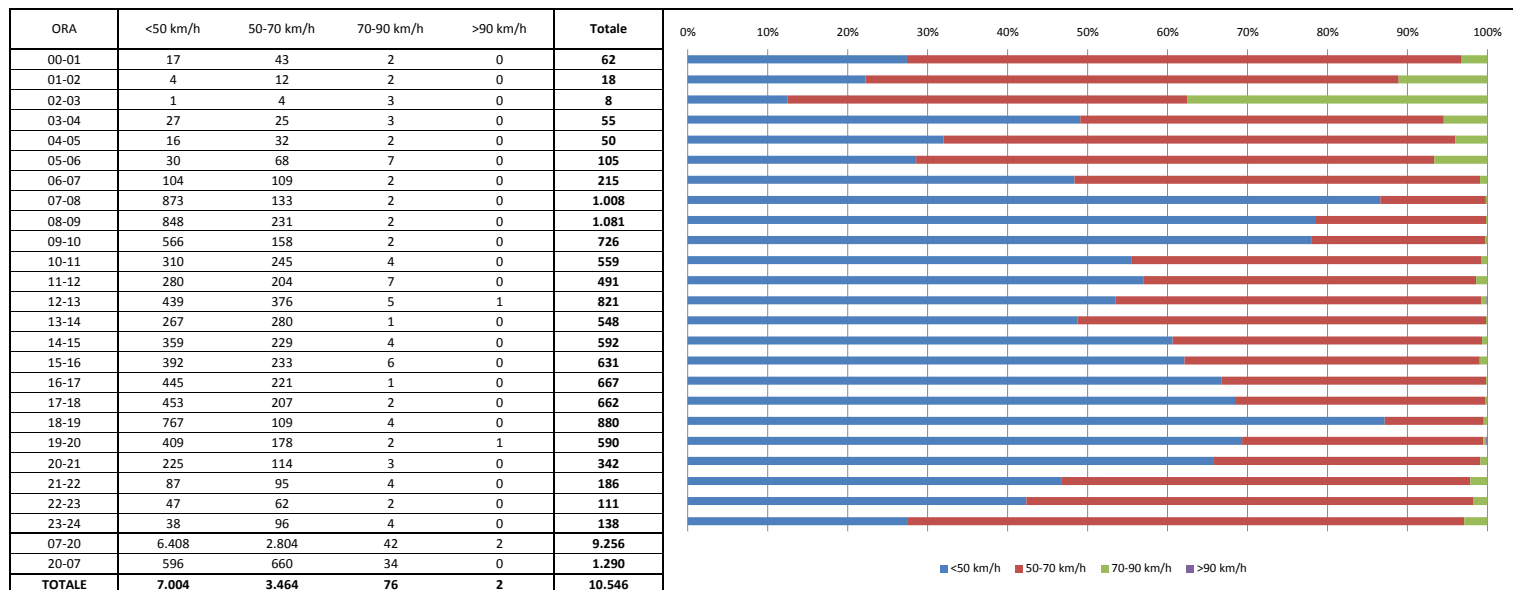 ORA <50 km/h 50-70 km/h 70-90 km/h >90 km/h Totale
0% 10% 20% 30% 40% 50% 60% 70% 80% 90% 100%
00-01 17 43 2 0 62
01-02 4 12 2 0 18
02-03 1 4 3 0 8
03-04 27 25 3 0 55
04-05 16 32 2 0 50
05-06 30 68 7 0 105
06-07 104 109 2 0 215
07-08 873 133 2 0 1.008
08-09 848 231 2 0 1.081
09-10 566 158 2 0 726
10-11 310 245 4 0 559
11-12 280 204 7 0 491
12-13 439 376 5 1 821
13-14 267 280 1 0 548
14-15 359 229 4 0 592
15-16 392 233 6 0 631
16-17 445 221 1 0 667
17-18 453 207 2 0 662
18-19 767 109 4 0 880
19-20 409 178 2 1 590
20-21 225 114 3 0 342
21-22 87 95 4 0 186
22-23 47 62 2 0 111
23-24 38 96 4 0 138
07-20 6.408 2.804 42 2 9.256
20-07 596 660 34 0 1.290
TOTALE 7.004 3.464 76 2 10.546
<50 km/h 50-70 km/h 70-90 km/h >90 km/h